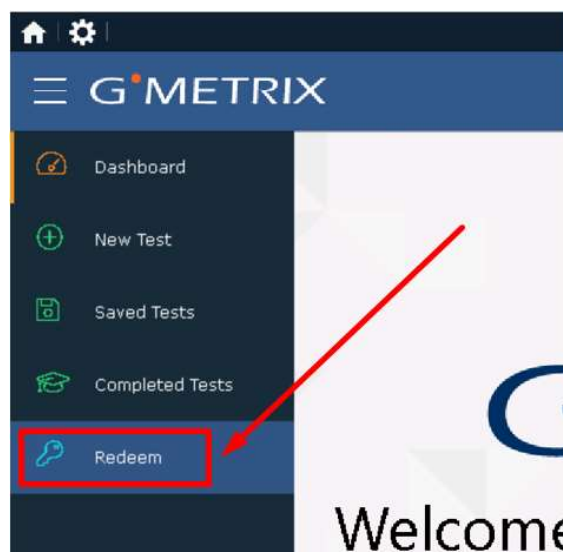 G METRIX
Dashboard
New Test
Saved Tests
Completed Tests
Redeem
Welcome